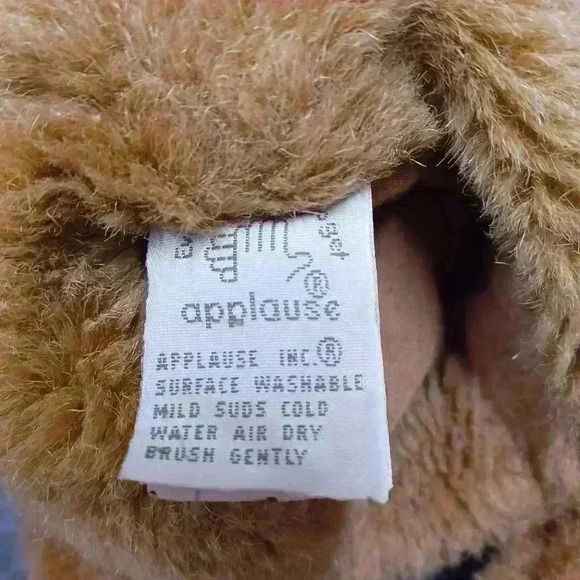 applause®
APPLAUSE INC.®
SURFACE WASHABLE
MILD SUDS COLD
WATER AIR DRY
BRUSH GENTLY